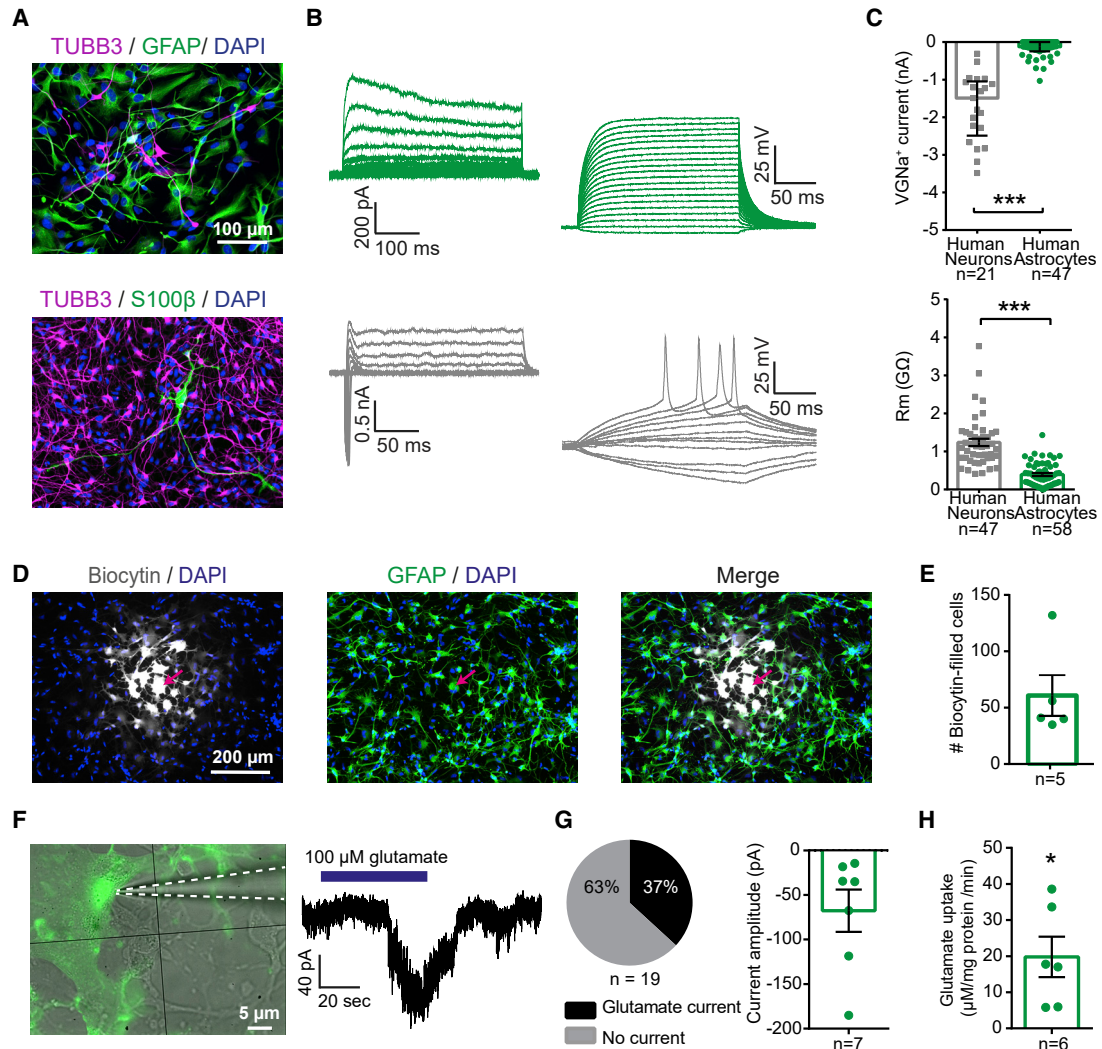 A
TUBB3 / GFAP/ DAPI
100 µm
TUBB3 / S100β / DAPI
B
200 pA
100 ms
25 mV
50 ms
0.5 nA
50 ms
25 mV
50 ms
C
VGNa⁺ current (nA)
0
-1
-2
-3
-4
-5
***
Human Neurons n=21
Human Astrocytes n=47
Rm (GΩ)
5
4
3
2
1
0
***
Human Neurons n=47
Human Astrocytes n=58
D
Biocytin / DAPI
200 µm
GFAP / DAPI
Merge
E
# Biocytin-filled cells
150
100
50
0
n=5
F
5 µm
100 µM glutamate
40 pA
20 sec
G
63%
37%
n = 19
Glutamate current
No current
Current amplitude (pA)
0
-50
-100
-150
-200
n=7
H
Glutamate uptake
(µM/mg protein /min)
50
40
30
20
10
0
*
n=6